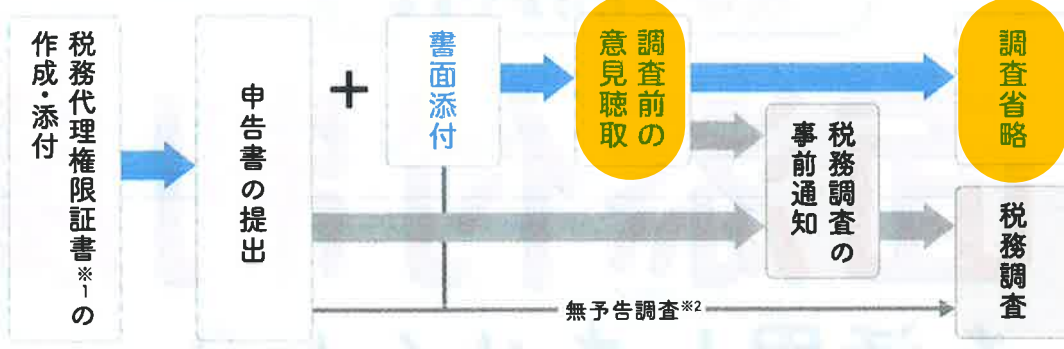 税務代理権限証書※1の
作成・添付
申告書の提出
+
書面添付
調査前の
意見聴取
調査省略
税務調査の
事前通知
税務調査
無予告調査※2